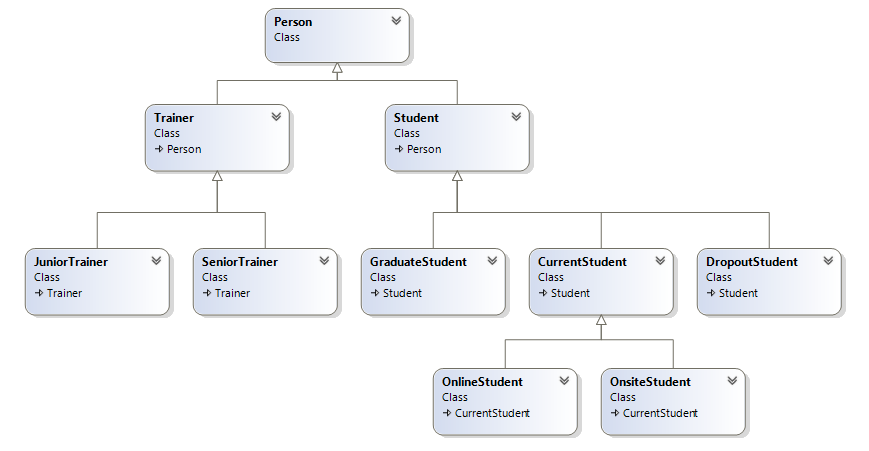 Person
Class
Trainer
Class
Person
Student
Class
Person
JuniorTrainer
Class
Trainer
SeniorTrainer
Class
Trainer
GraduateStudent
Class
Student
CurrentStudent
Class
Student
DropoutStudent
Class
Student
OnlineStudent
Class
CurrentStudent
OnsiteStudent
Class
CurrentStudent